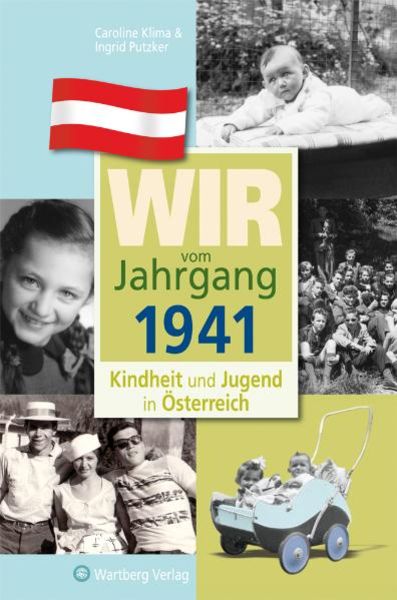 Caroline Klima &
Ingrid Putzker
WIR
vom
Jahrgang
1941
Kindheit und Jugend
in Österreich
Wartberg Verlag